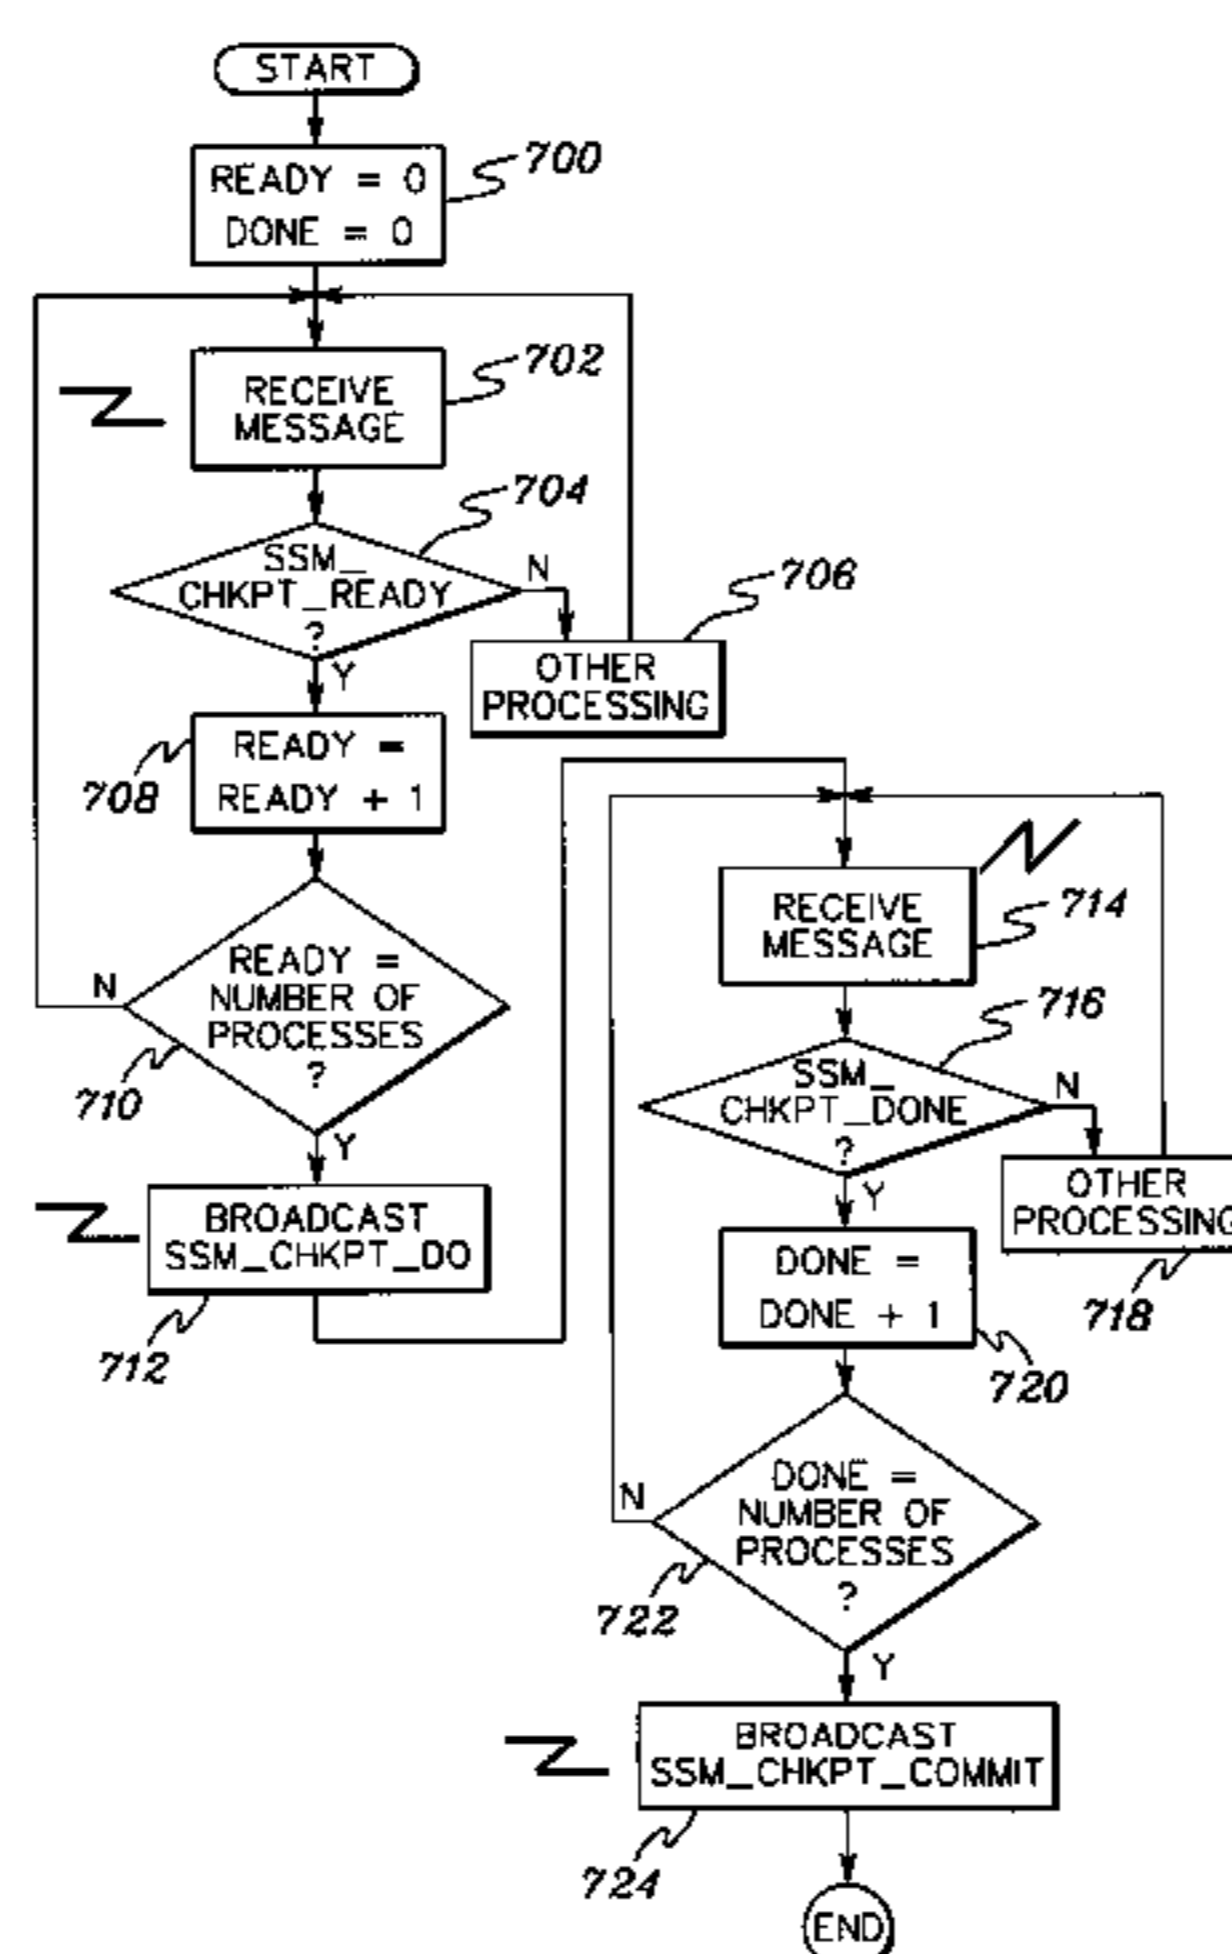 START
READY = 0
DONE = 0
700
RECEIVE
MESSAGE
702
SSM_
CHKPT_READY
?
704
N
Y
OTHER
PROCESSING
706
READY =
READY + 1
708
READY =
NUMBER OF
PROCESSES
?
710
N
Y
BROADCAST
SSM_CHKPT_DO
712
RECEIVE
MESSAGE
714
SSM_
CHKPT_DONE
?
716
N
Y
OTHER
PROCESSING
718
DONE =
DONE + 1
720
DONE =
NUMBER OF
PROCESSES
?
722
N
Y
BROADCAST
SSM_CHKPT_COMMIT
724
END